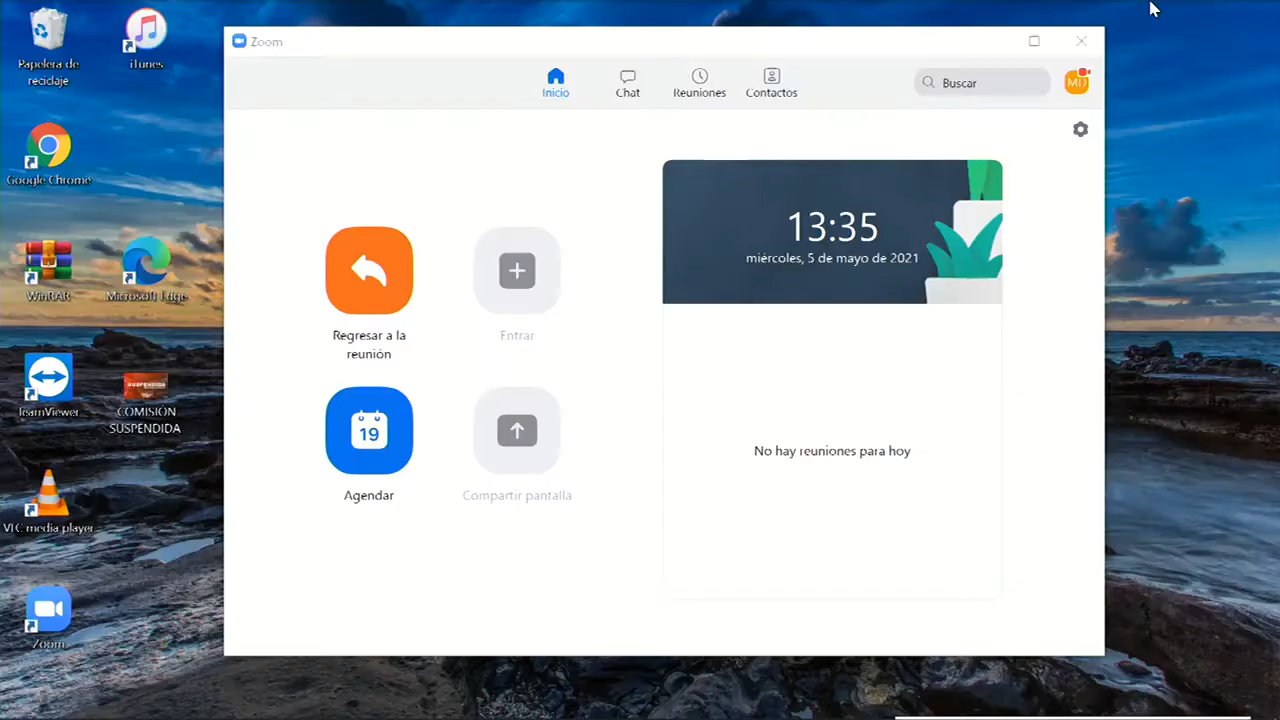 Papelera de
reciclaje
iTunes
Google Chrome
WinRAR
Microsoft Edge
TeamViewer
SUSPENDIDA
COMISIÓN
SUSPENDIDA
VLC media player
Zoom
Zoom
Inicio
Chat
Reuniones
Contactos
Buscar
MD
Regresar a la
reunión
Entrar
19
Agendar
Compartir pantalla
13:35
miércoles, 5 de mayo de 2021
No hay reuniones para hoy